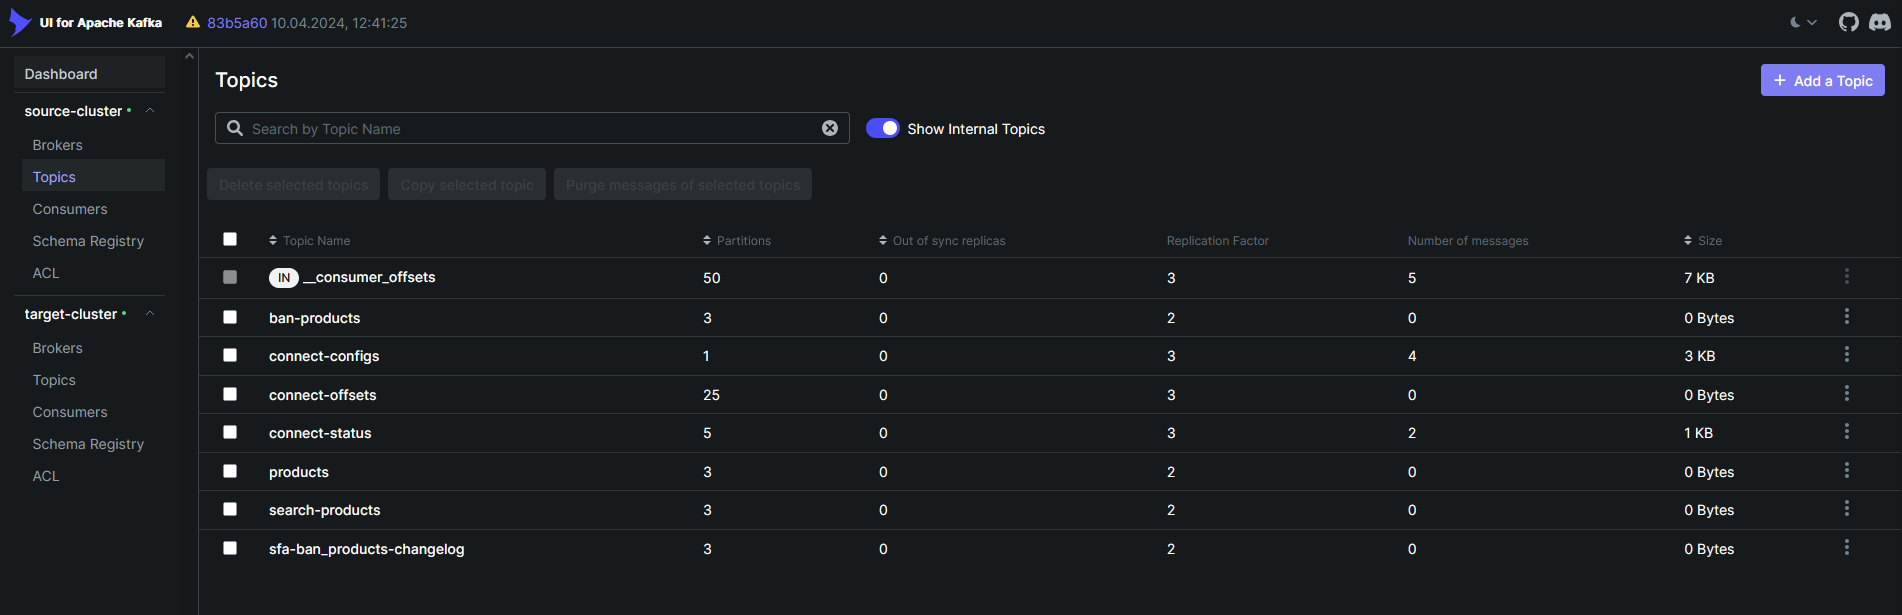 UI for Apache Kafka 83b5a60 10.04.2024, 12:41:25
Dashboard
source-cluster
Brokers
Topics
Consumers
Schema Registry
ACL
target-cluster
Brokers
Topics
Consumers
Schema Registry
ACL
Topics
Add a Topic
Search by Topic Name
Show Internal Topics
Delete selected topics Copy selected topic Purge messages of selected topics
Topic Name Partitions Out of sync replicas Replication Factor Number of messages Size
IN __consumer_offsets 50 0 3 5 7 KB
ban-products 3 0 2 0 0 Bytes
connect-configs 1 0 3 4 3 KB
connect-offsets 25 0 3 0 0 Bytes
connect-status 5 0 3 2 1 KB
products 3 0 2 0 0 Bytes
search-products 3 0 2 0 0 Bytes
sfa-ban_products-changelog 3 0 2 0 0 Bytes